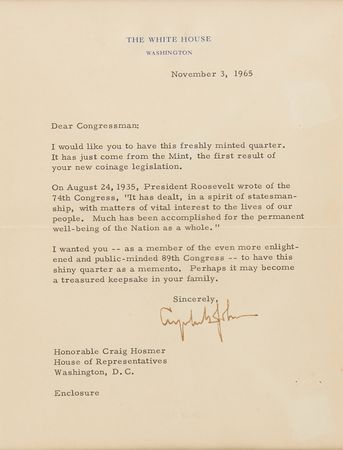 THE WHITE HOUSE
WASHINGTON
November 3, 1965
Dear Congressman:
I would like you to have this freshly minted quarter.
It has just come from the Mint, the first result of
your new coinage legislation.
On August 24, 1935, President Roosevelt wrote of the
74th Congress, "It has dealt, in a spirit of statesman-
ship, with matters of vital interest to the lives of our
people. Much has been accomplished for the permanent
well-being of the Nation as a whole."
I wanted you -- as a member of the even more enlight-
ened and public-minded 89th Congress -- to have this
shiny quarter as a memento. Perhaps it may become
a treasured keepsake in your family.
Sincerely,
Honorable Craig Hosmer
House of Representatives
Washington, D. C.
Enclosure